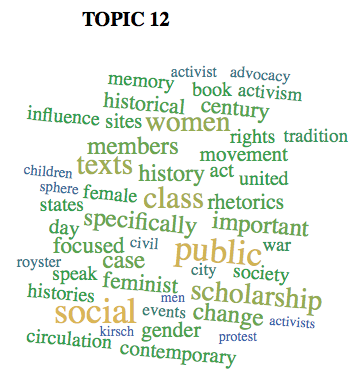 TOPIC 12
activist advocacy
memory book activism
historical century
influence sites women
rights tradition
members movement
children texts history act united
sphere female class rhetorics
states
day specifically important
focused civil public war
royster case city society
speak feminist scholarship
histories men
social events change activists
kirsch gender protest
circulation contemporary